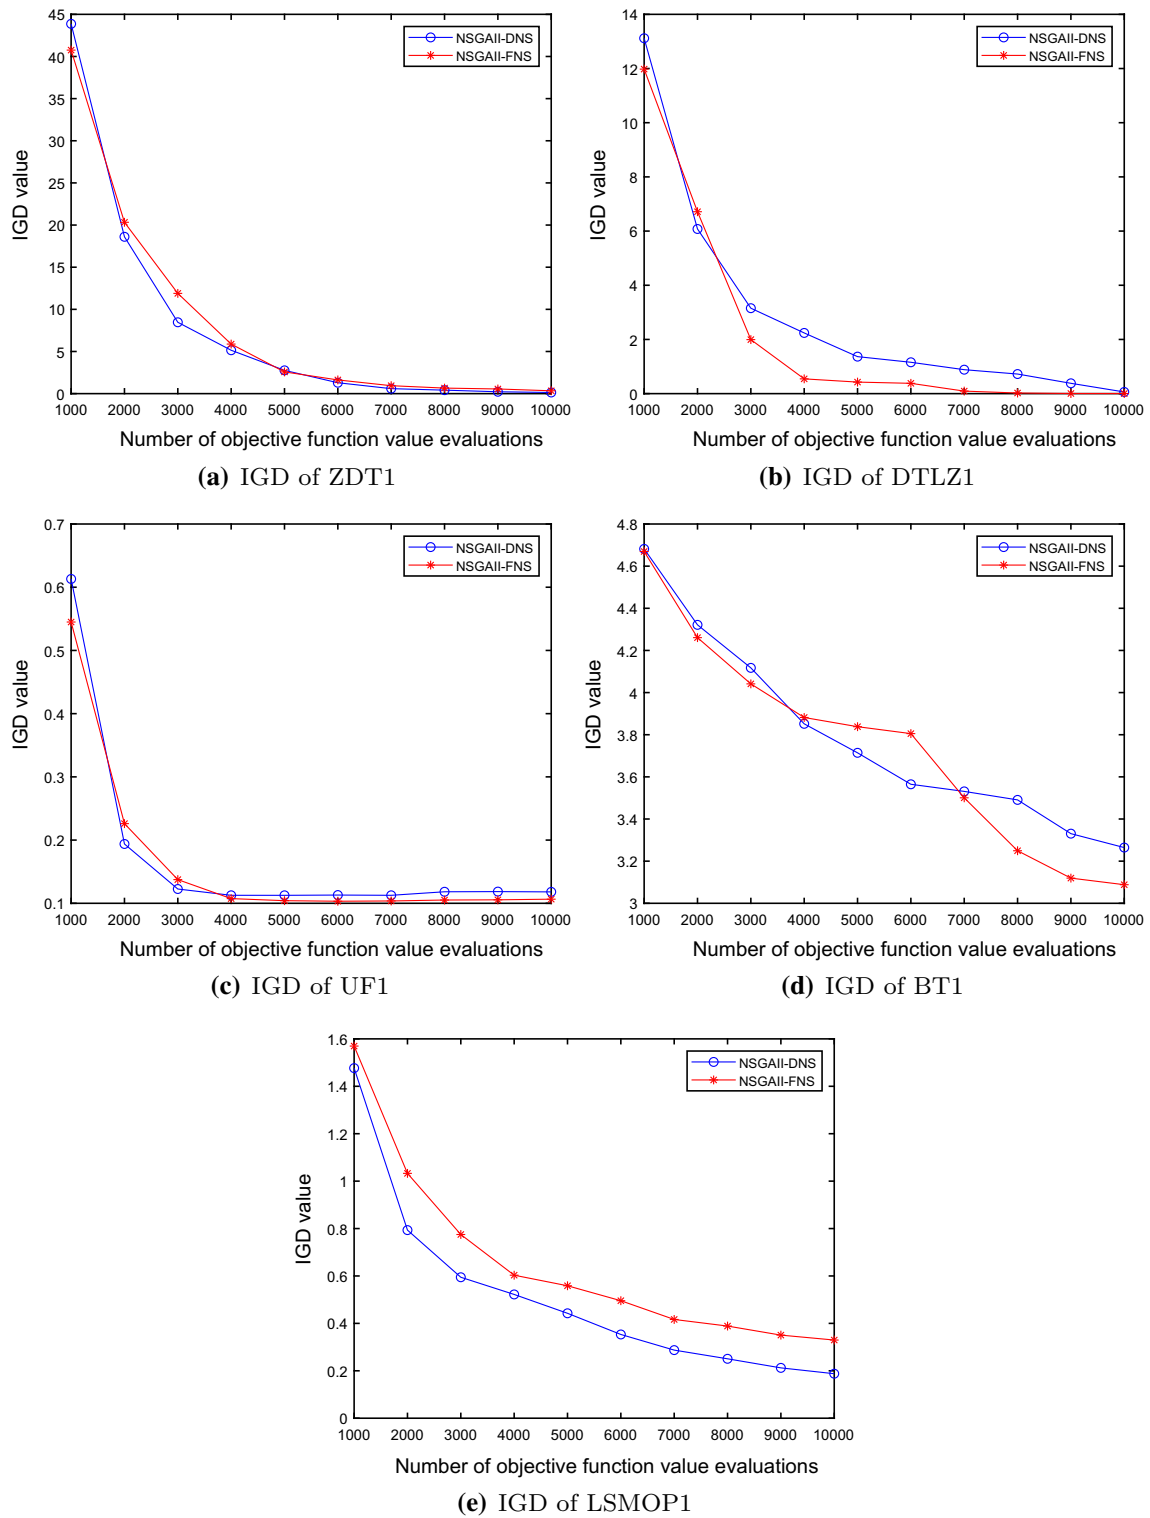 45
40
35
30
25
20
15
10
5
0
IGD value
NSGAII-DNS
NSGAII-FNS
1000 2000 3000 4000 5000 6000 7000 8000 9000 10000
Number of objective function value evaluations
(a) IGD of ZDT1
14
12
10
8
6
4
2
0
IGD value
NSGAII-DNS
NSGAII-FNS
1000 2000 3000 4000 5000 6000 7000 8000 9000 10000
Number of objective function value evaluations
(b) IGD of DTLZ1
0.7
0.6
0.5
0.4
0.3
0.2
0.1
IGD value
NSGAII-DNS
NSGAII-FNS
1000 2000 3000 4000 5000 6000 7000 8000 9000 10000
Number of objective function value evaluations
(c) IGD of UF1
4.8
4.6
4.4
4.2
4
3.8
3.6
3.4
3.2
3
IGD value
NSGAII-DNS
NSGAII-FNS
1000 2000 3000 4000 5000 6000 7000 8000 9000 10000
Number of objective function value evaluations
(d) IGD of BT1
1.6
1.4
1.2
1
0.8
0.6
0.4
0.2
0
IGD value
NSGAII-DNS
NSGAII-FNS
1000 2000 3000 4000 5000 6000 7000 8000 9000 10000
Number of objective function value evaluations
(e) IGD of LSMOP1